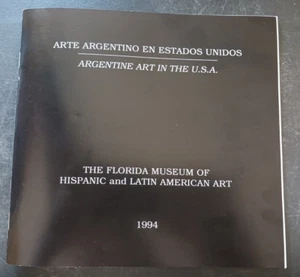 ARTE ARGENTINO EN ESTADOS UNIDOS
ARGENTINE ART IN THE U.S.A.
THE FLORIDA MUSEUM OF
HISPANIC and LATIN AMERICAN ART
1994